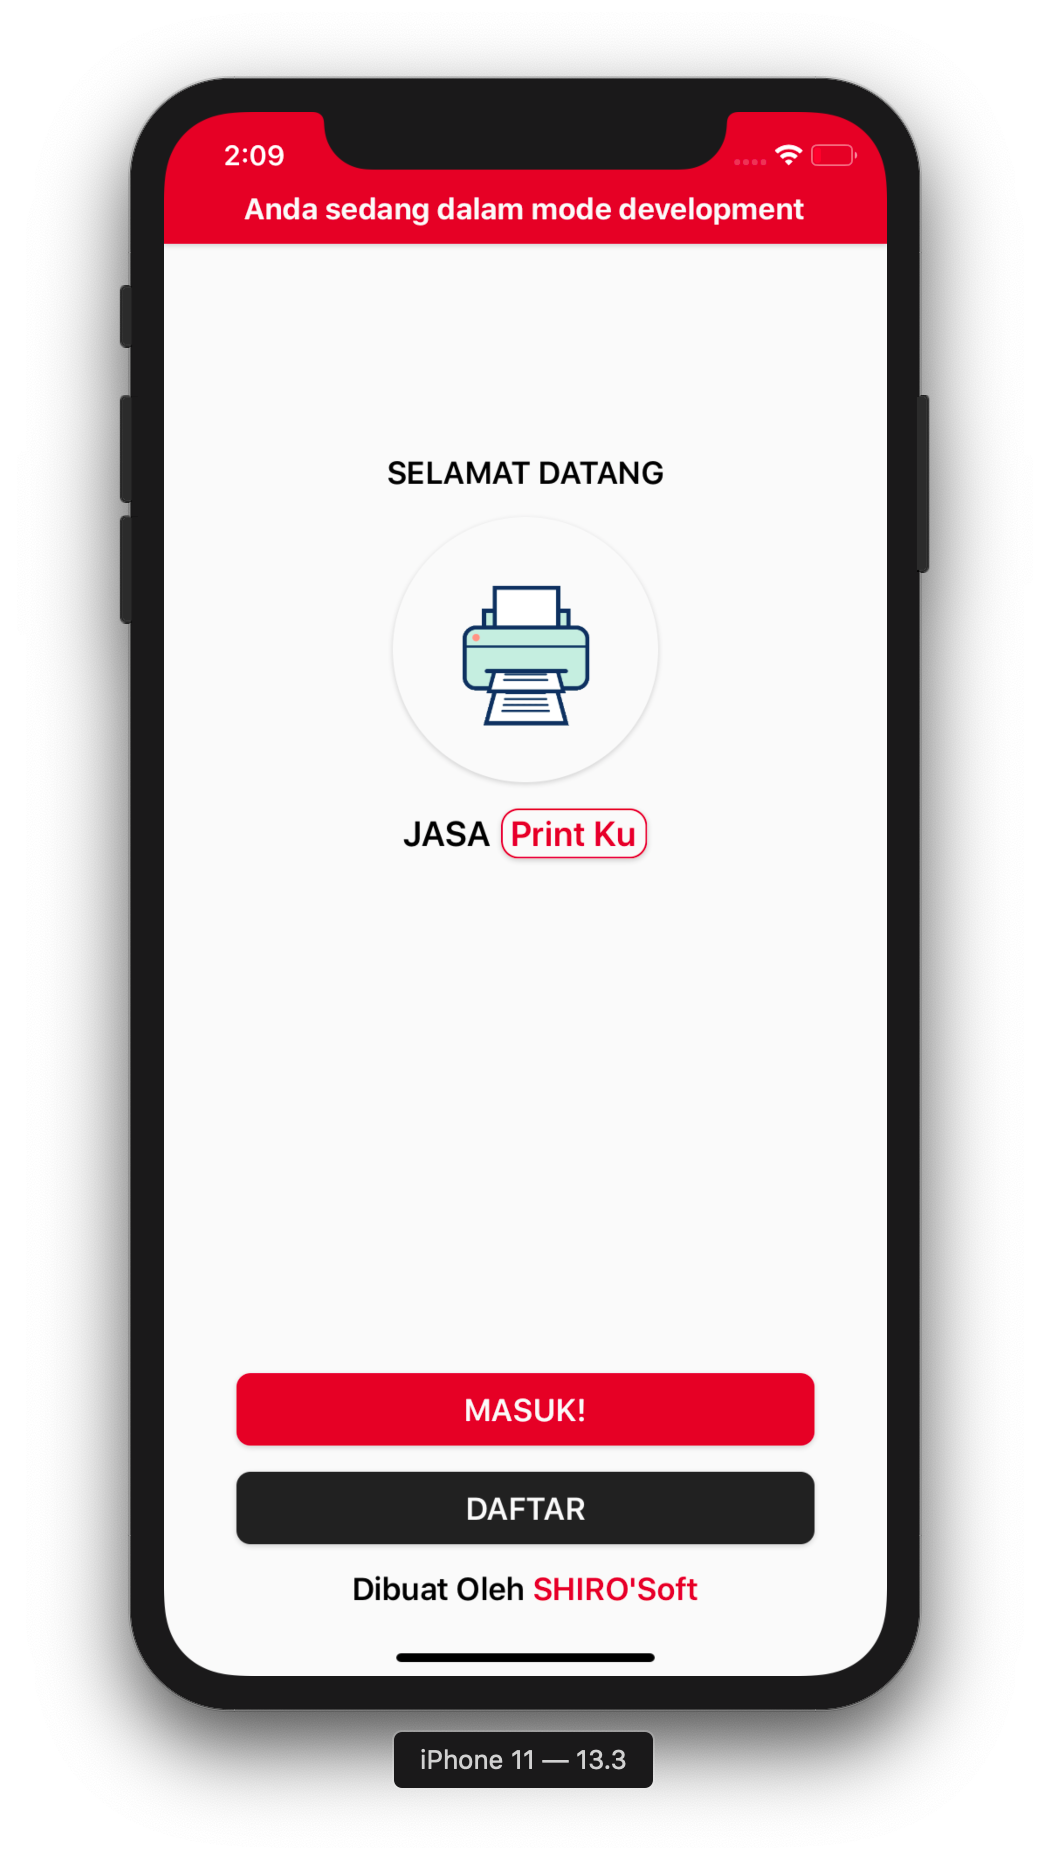 2:09
Anda sedang dalam mode development
SELAMAT DATANG
JASA Print Ku
MASUK!
DAFTAR
Dibuat Oleh SHIRO'Soft
iPhone 11 — 13.3